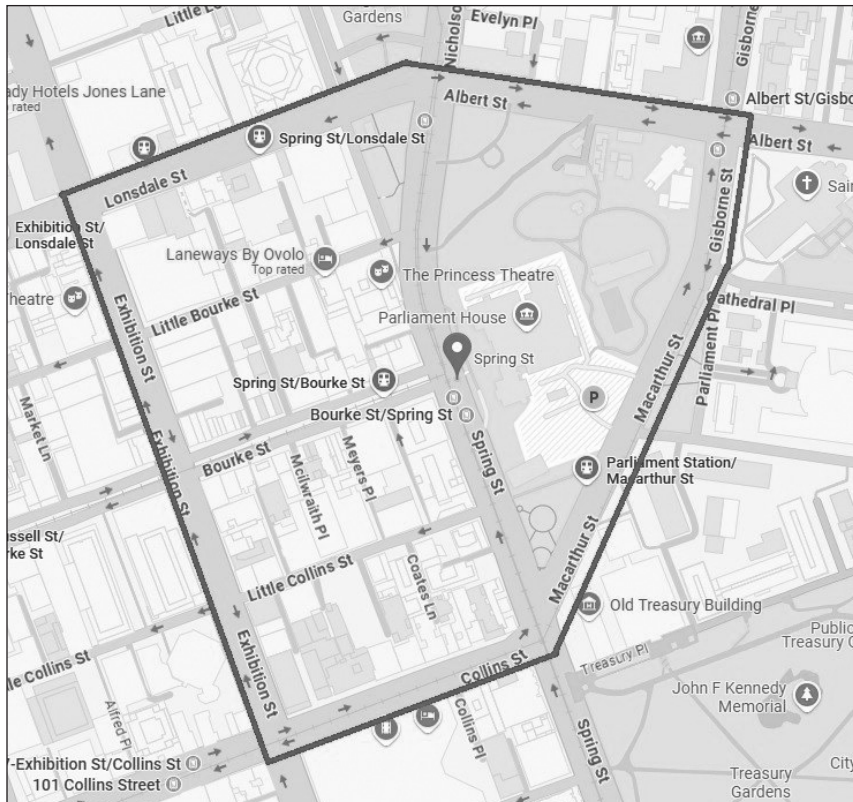 Little Lo
Gardens
Nicholso
Evelyn Pl
Gisborne
ady Hotels Jones Lane
rated
Albert St
Albert St/Gisbo
Spring St/Lonsdale St
Albert St
Lonsdale St
Sain
Exhibition St/
Lonsdale St
Gisborne St
Laneways By Ovolo
Top rated
The Princess Theatre
heatre
Cathedral Pl
Little Bourke St
Exhibition St
Parliament House
Parliament Pl
Macarthur St
Spring St
Spring St/Bourke St
P
Bourke St/Spring St
Market Ln
Exhibition St
Bourke St
Meyers Pl
Spring St
Mcilwraith Pl
Parliament Station/
Macarthur St
ussell St/
rke St
Little Collins St
Coates Ln
Macarthur St
Old Treasury Building
Exhibition St
le Collins St
Collins St
Treasury Pl
Public
Treasury
John F Kennedy
Memorial
Alfred Pl
Collins Pl
Spring St
-Exhibition St/Collins St
101 Collins Street
Treasury
Gardens
City